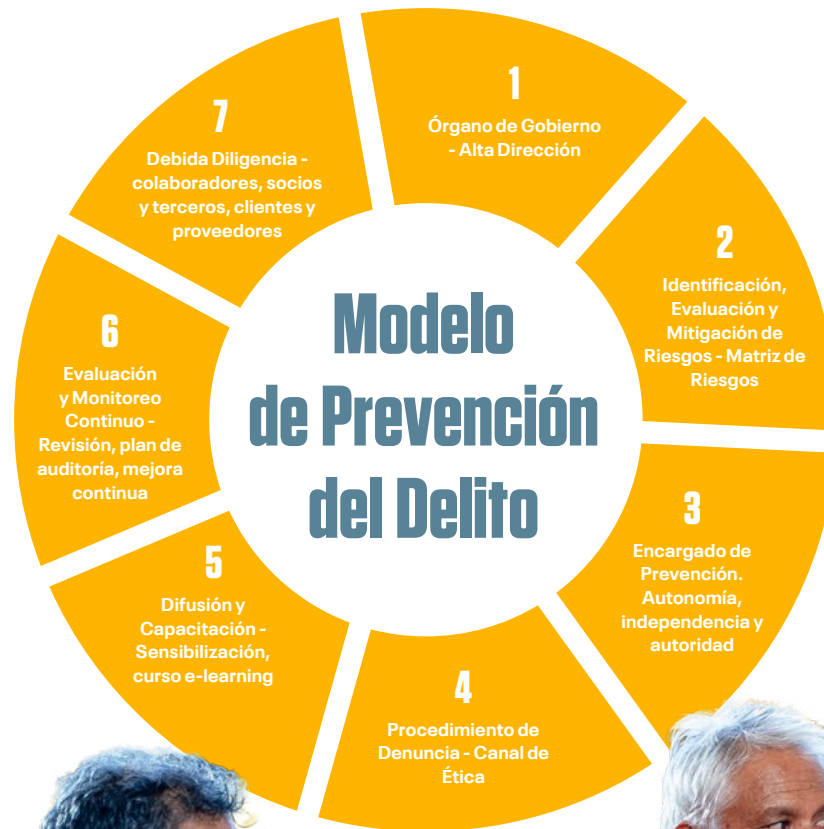 1
Órgano de Gobierno
- Alta Dirección
2
Identificación,
Evaluación y
Mitigación de
Riesgos - Matriz de
Riesgos
3
Encargado de
Prevención.
Autonomía,
independencia y
autoridad
4
Procedimiento de
Denuncia - Canal de
Ética
5
Difusión y
Capacitación -
Sensibilización,
curso e-learning
6
Evaluación
y Monitoreo
Continuo -
Revisión, plan de
auditoría, mejora
continua
7
Debida Diligencia -
colaboradores, socios
y terceros, clientes y
proveedores
Modelo
de Prevención
del Delito